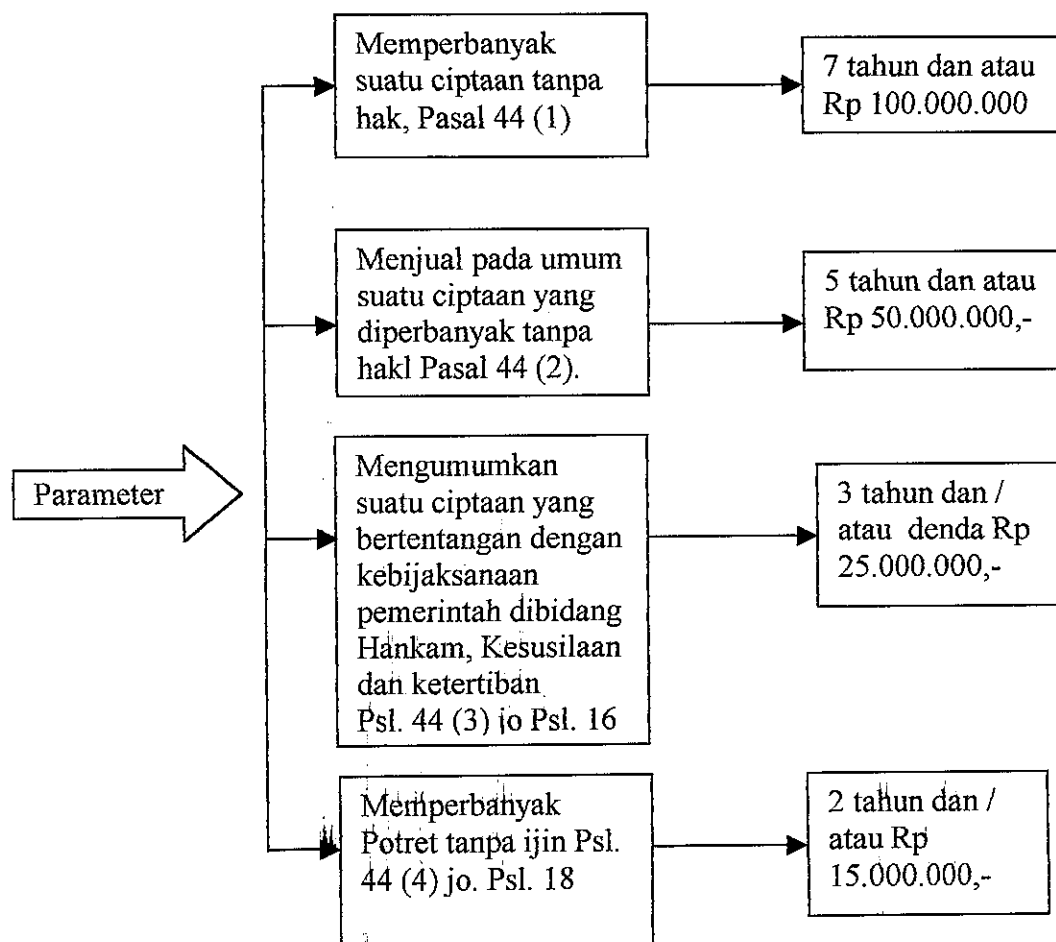 Memperbanyak
suatu ciptaan tanpa
hak, Pasal 44 (1)
7 tahun dan atau
Rp 100.000.000
Menjual pada umum
suatu ciptaan yang
diperbanyak tanpa
hakl Pasal 44 (2).
5 tahun dan atau
Rp 50.000.000,-
Parameter
Mengumumkan
suatu ciptaan yang
bertentangan dengan
kebijaksanaan
pemerintah dibidang
Hankam, Kesusilaan
dan ketertiban
Psl. 44 (3) jo Psl. 16
3 tahun dan /
atau denda Rp
25.000.000,-
Memperbanyak
Potret tanpa ijin Psl.
44 (4) jo. Psl. 18
2 tahun dan /
atau Rp
15.000.000,-